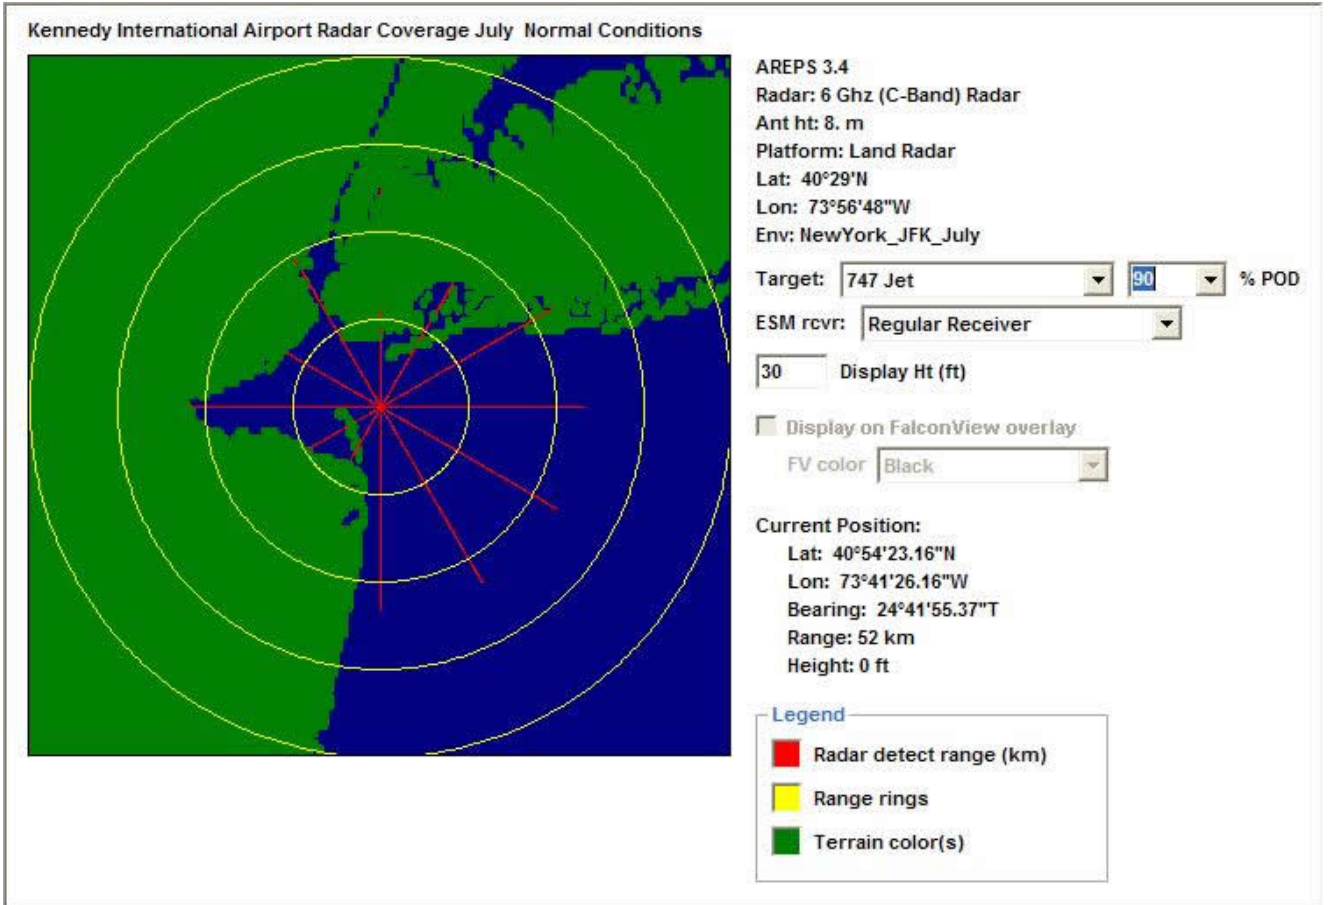 Kennedy International Airport Radar Coverage July Normal Conditions
AREPS 3.4
Radar: 6 Ghz (C-Band) Radar
Ant ht: 8. m
Platform: Land Radar
Lat: 40°29'N
Lon: 73°56'48"W
Env: NewYork_JFK_July
Target: 747 Jet 90 % POD
ESM rcvr: Regular Receiver
30 Display Ht (ft)
Display on FalconView overlay
FV color Black
Current Position:
Lat: 40°54'23.16"N
Lon: 73°41'26.16"W
Bearing: 24°41'55.37"T
Range: 52 km
Height: 0 ft
Legend
Radar detect range (km)
Range rings
Terrain color(s)